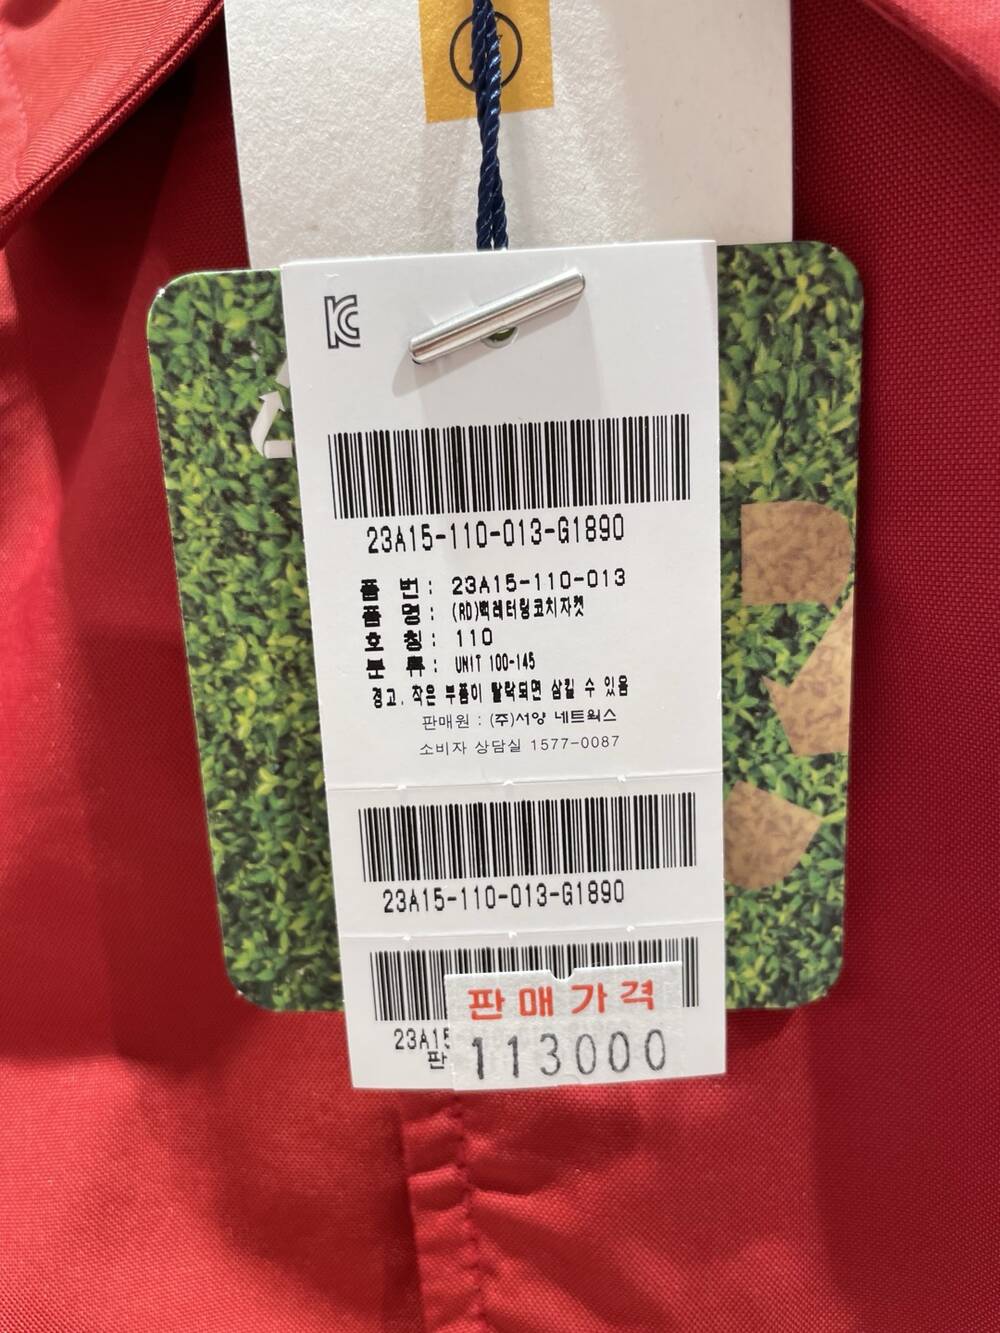 23A15-110-013-G1890
품 번: 23A15-110-013
품 명: (RD)백레터링코치자켓
호 칭: 110
분 류: UNIT 100-145
경고. 작은 부품이 탈락되면 삼킬 수 있음
판매원 : (주)서양 네트웍스
소비자 상담실 1577-0087
23A15-110-013-G1890
판매가격
23A15
판
113000